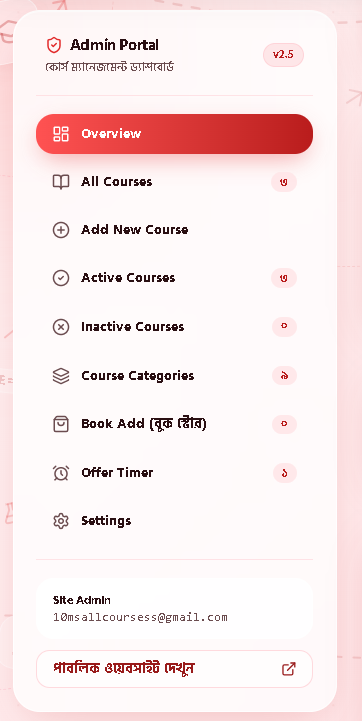 Admin Portal
v2.5
কোর্স ম্যানেজমেন্ট ড্যাশবোর্ড
Overview
All Courses ৩
Add New Course
Active Courses ৩
Inactive Courses ০
Course Categories ৯
Book Add (বুক স্টোর) ০
Offer Timer ১
Settings
Site Admin
10msallcoursess@gmail.com
পাবলিক ওয়েবসাইট দেখুন